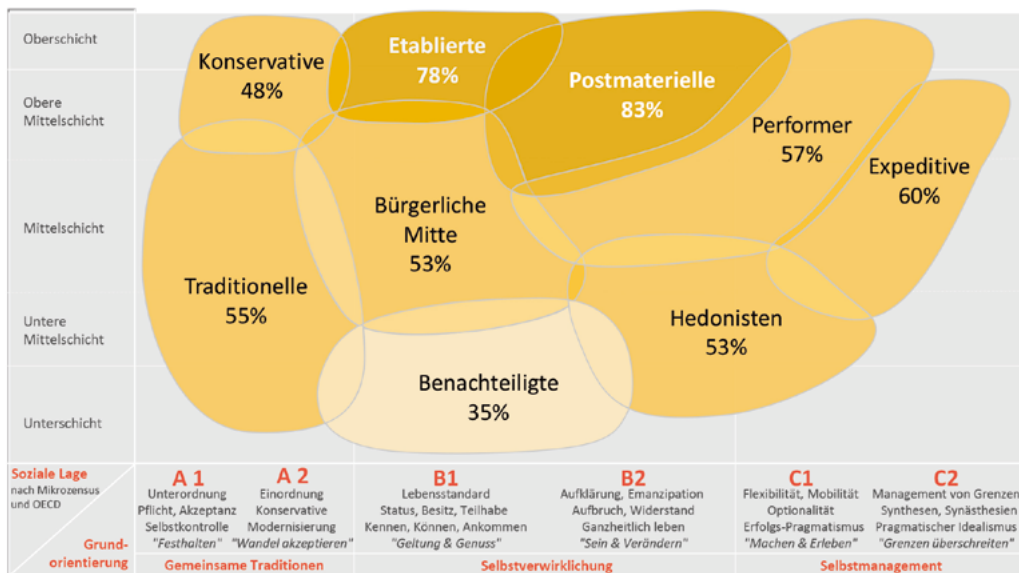 Oberschicht
Obere
Mittelschicht
Mittelschicht
Untere
Mittelschicht
Unterschicht
Konservative
48%
Etablierte
78%
Postmaterielle
83%
Performer
57%
Expeditive
60%
Bürgerliche
Mitte
53%
Traditionelle
55%
Hedonisten
53%
Benachteiligte
35%
Soziale Lage
nach Mikrozensus
und OECD
Grund-
orientierung
A 1
Unterordnung
Pflicht, Akzeptanz
Selbstkontrolle
"Festhalten"
A 2
Einordnung
Konservative
Modernisierung
"Wandel akzeptieren"
Gemeinsame Traditionen
B1
Lebensstandard
Status, Besitz, Teilhabe
Kennen, Können, Ankommen
"Geltung & Genuss"
B2
Aufklärung, Emanzipation
Aufbruch, Widerstand
Ganzheitlich leben
"Sein & Verändern"
Selbstverwirklichung
C1
Flexibilität, Mobilität
Optionalität
Erfolgs-Pragmatismus
"Machen & Erleben"
C2
Management von Grenzen
Synthesen, Synästhesien
Pragmatischer Idealismus
"Grenzen überschreiten"
Selbstmanagement